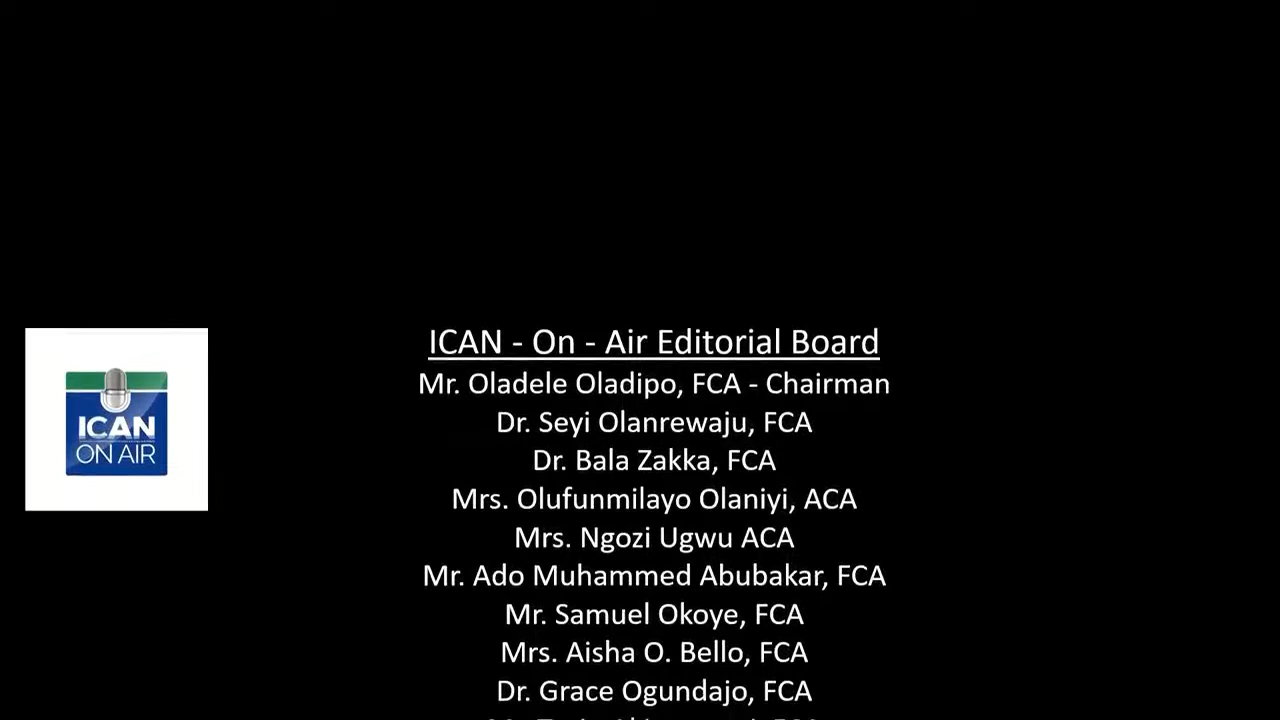 ICAN - On - Air Editorial Board
Mr. Oladele Oladipo, FCA - Chairman
Dr. Seyi Olanrewaju, FCA
Dr. Bala Zakka, FCA
Mrs. Olufunmilayo Olaniyi, ACA
Mrs. Ngozi Ugwu ACA
Mr. Ado Muhammed Abubakar, FCA
Mr. Samuel Okoye, FCA
Mrs. Aisha O. Bello, FCA
Dr. Grace Ogundajo, FCA
ICAN
ON AIR